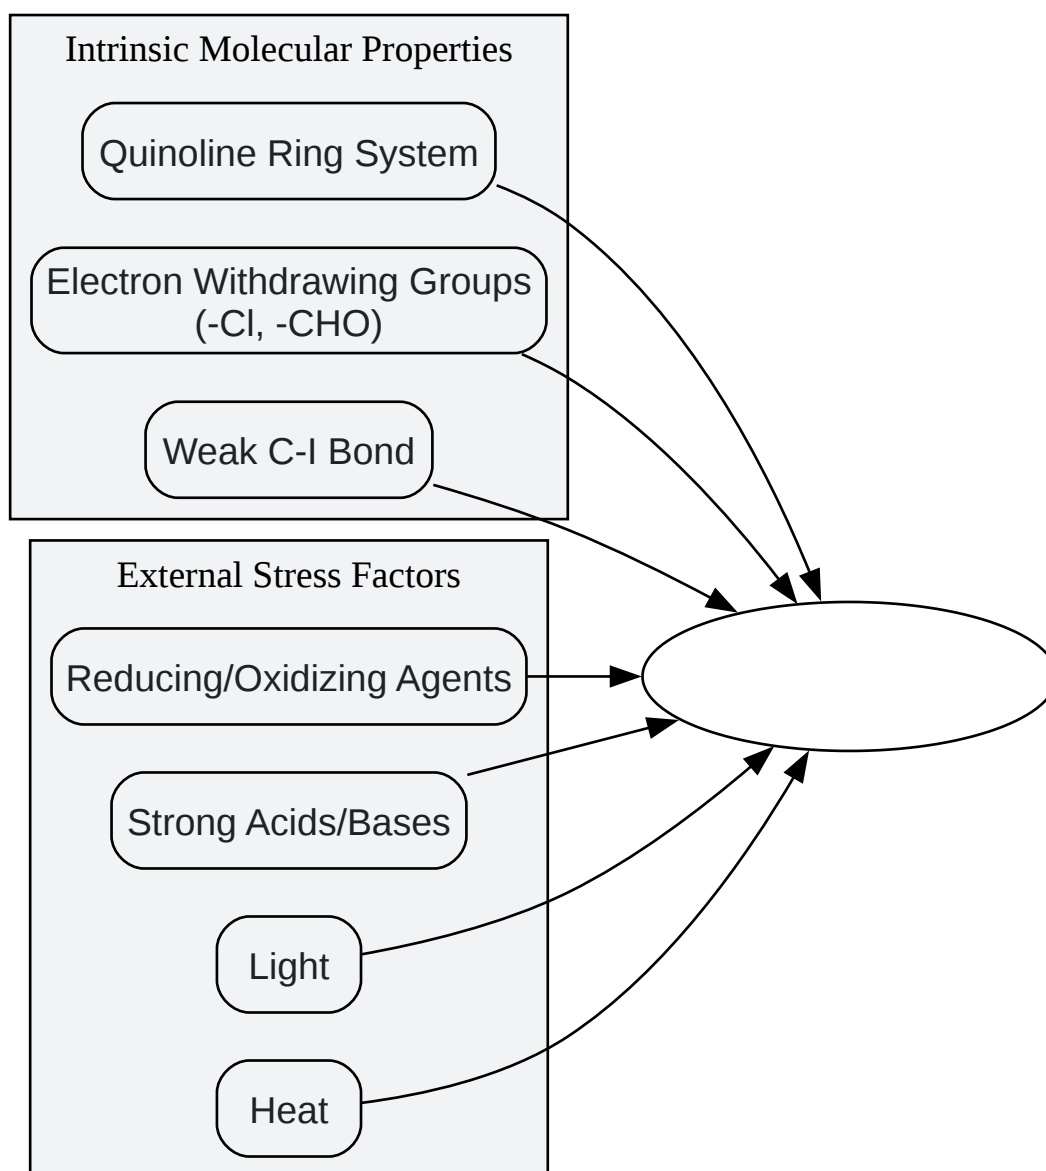 Intrinsic Molecular Properties
Quinoline Ring System
Electron Withdrawing Groups
(-Cl, -CHO)
Weak C-I Bond
External Stress Factors
Reducing/Oxidizing Agents
Strong Acids/Bases
Light
Heat